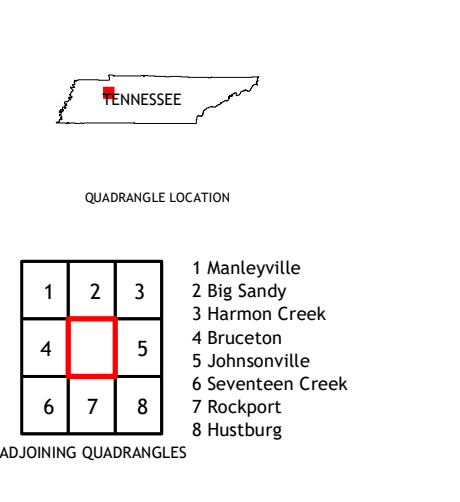 TENNESSEE
QUADRANGLE LOCATION
1 2 3
4 5
6 7 8
1 Manleyville
2 Big Sandy
3 Harmon Creek
4 Bruceton
5 Johnsonville
6 Seventeen Creek
7 Rockport
8 Hustburg
ADJOINING QUADRANGLES